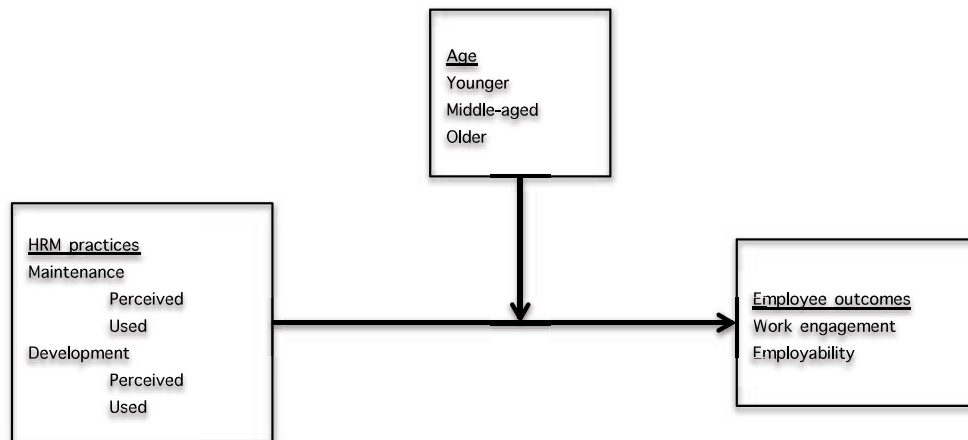 Age
Younger
Middle-aged
Older
HRM practices
Maintenance
Perceived
Used
Development
Perceived
Used
Employee outcomes
Work engagement
Employability